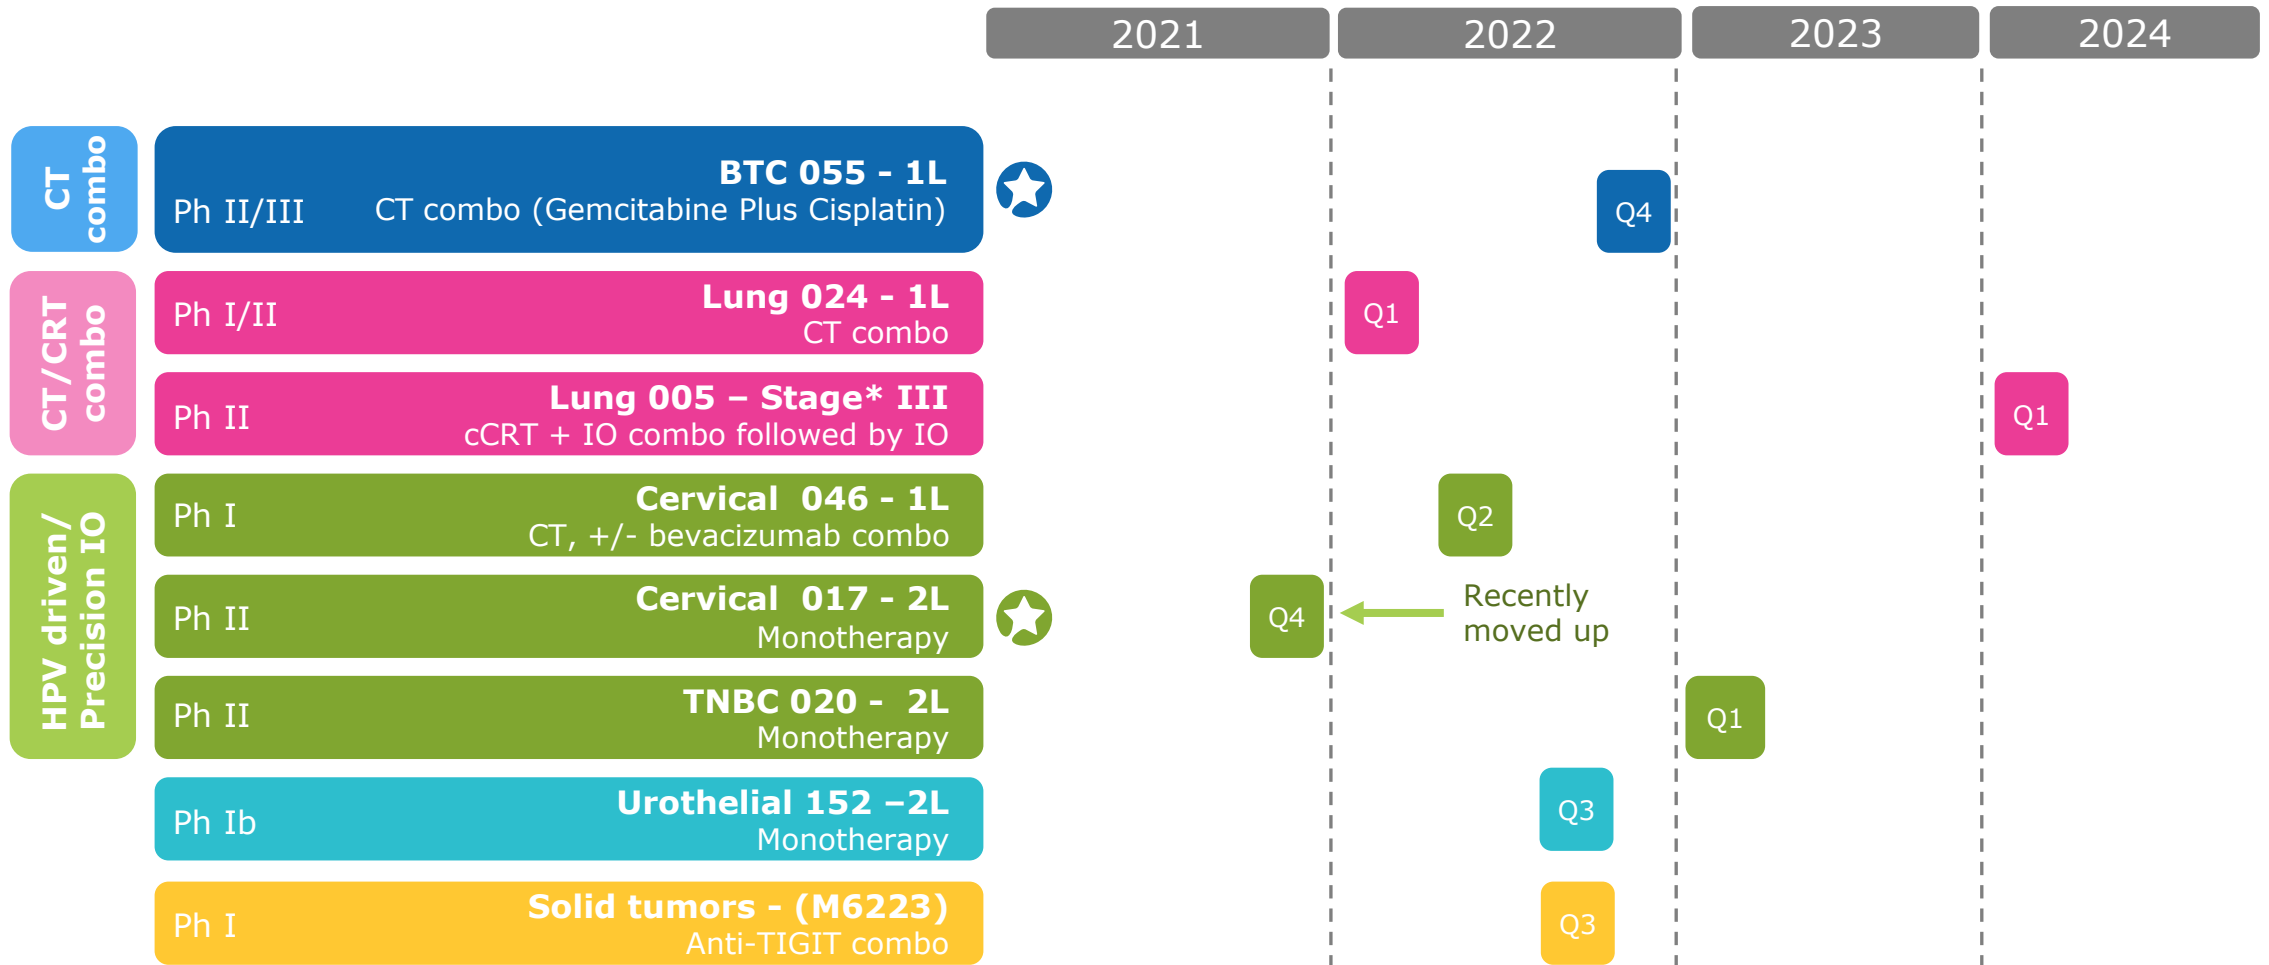 2021
2022
2023
2024
CT
combo
Ph II/III
BTC 055 - 1L
CT combo (Gemcitabine Plus Cisplatin)
Q4
CT/CRT
combo
Ph I/II
Lung 024 - 1L
CT combo
Q1
Ph II
Lung 005 – Stage* III
cCRT + IO combo followed by IO
Q1
HPV driven/
Precision IO
Ph I
Cervical 046 - 1L
CT, +/- bevacizumab combo
Q2
Ph II
Cervical 017 - 2L
Monotherapy
Q4
Recently
moved up
Ph II
TNBC 020 - 2L
Monotherapy
Q1
Ph Ib
Urothelial 152 –2L
Monotherapy
Q3
Ph I
Solid tumors - (M6223)
Anti-TIGIT combo
Q3